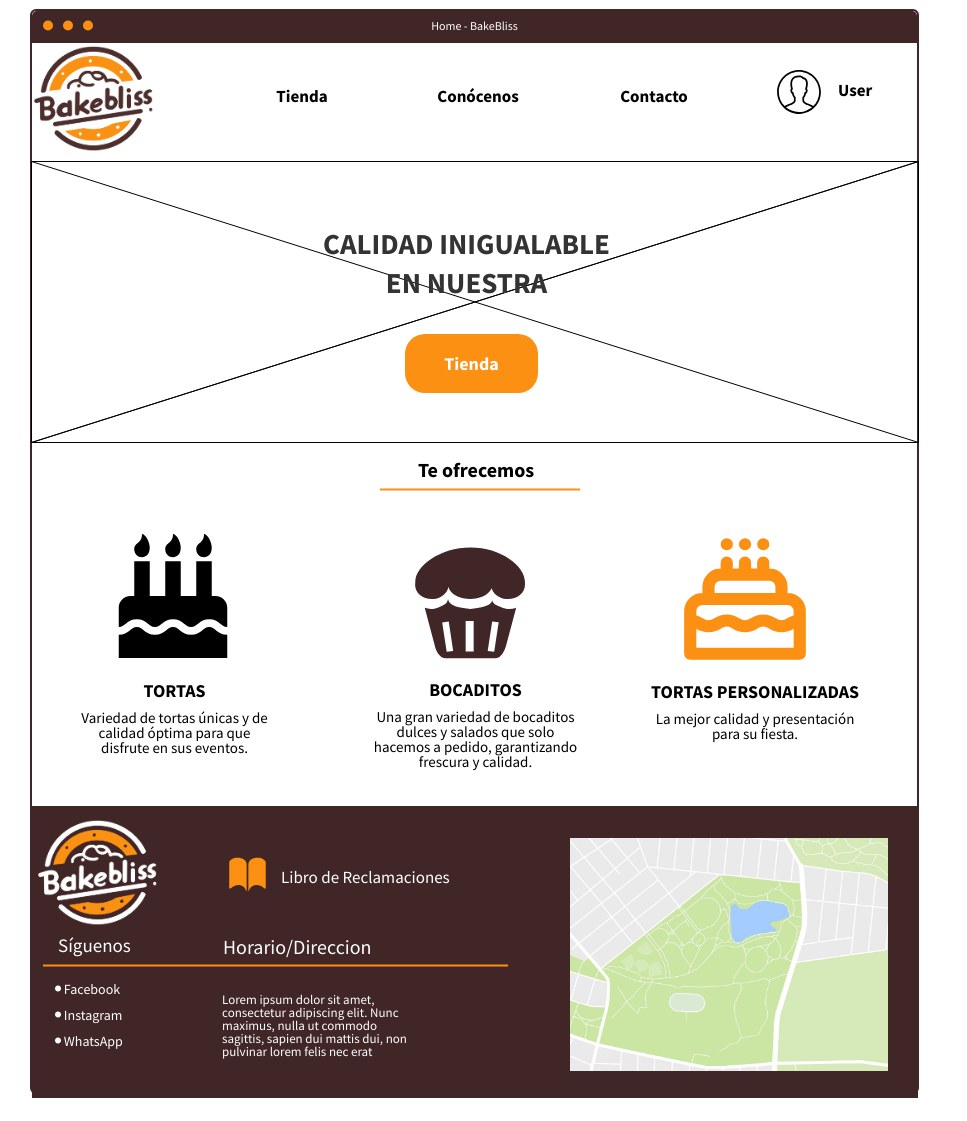 Home - BakeBliss
Bakebliss
Tienda
Conócenos
Contacto
User
CALIDAD INIGUALABLE
EN NUESTRA
Tienda
Te ofrecemos
TORTAS
Variedad de tortas únicas y de
calidad óptima para que
disfrute en sus eventos.
BOCADITOS
Una gran variedad de bocaditos
dulces y salados que solo
hacemos a pedido, garantizando
frescura y calidad.
TORTAS PERSONALIZADAS
La mejor calidad y presentación
para su fiesta.
Bakebliss
Libro de Reclamaciones
Síguenos
Horario/Direccion
Facebook
Instagram
WhatsApp
Lorem ipsum dolor sit amet,
consectetur adipiscing elit. Nunc
maximus, nulla ut commodo
sagittis, sapien dui mattis dui, non
pulvinar lorem felis nec erat